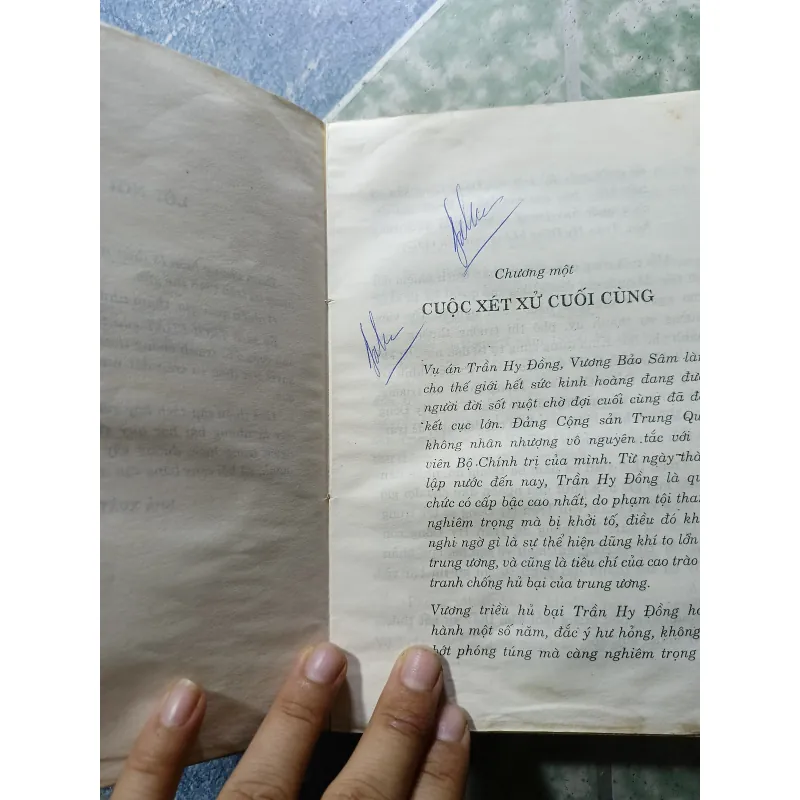 Chương một
CUỘC XÉT XỬ CUỐI CÙNG
Vụ án Trần Hy Đồng, Vương Bảo Sâm làm
cho thế giới hết sức kinh hoàng đang đượ
người đời sốt ruột chờ đợi cuối cùng đã đ
kết cục lớn. Đảng Cộng sản Trung Qu
không nhân nhượng vô nguyên tắc với
viên Bộ Chính trị của mình. Từ ngày thà
lập nước đến nay, Trần Hy Đồng là qu
chức có cấp bậc cao nhất, do phạm tội tha
nghiêm trọng mà bị khởi tố, điều đó kh
nghi ngờ gì là sự thể hiện dũng khí to lớn
trung ương, và cũng là tiêu chí của cao trào
tranh chống hủ bại của trung ương.
Vương triều hủ bại Trần Hy Đồng ho
hành một số năm, đắc ý hư hỏng, không
bớt phóng túng mà càng nghiêm trọng